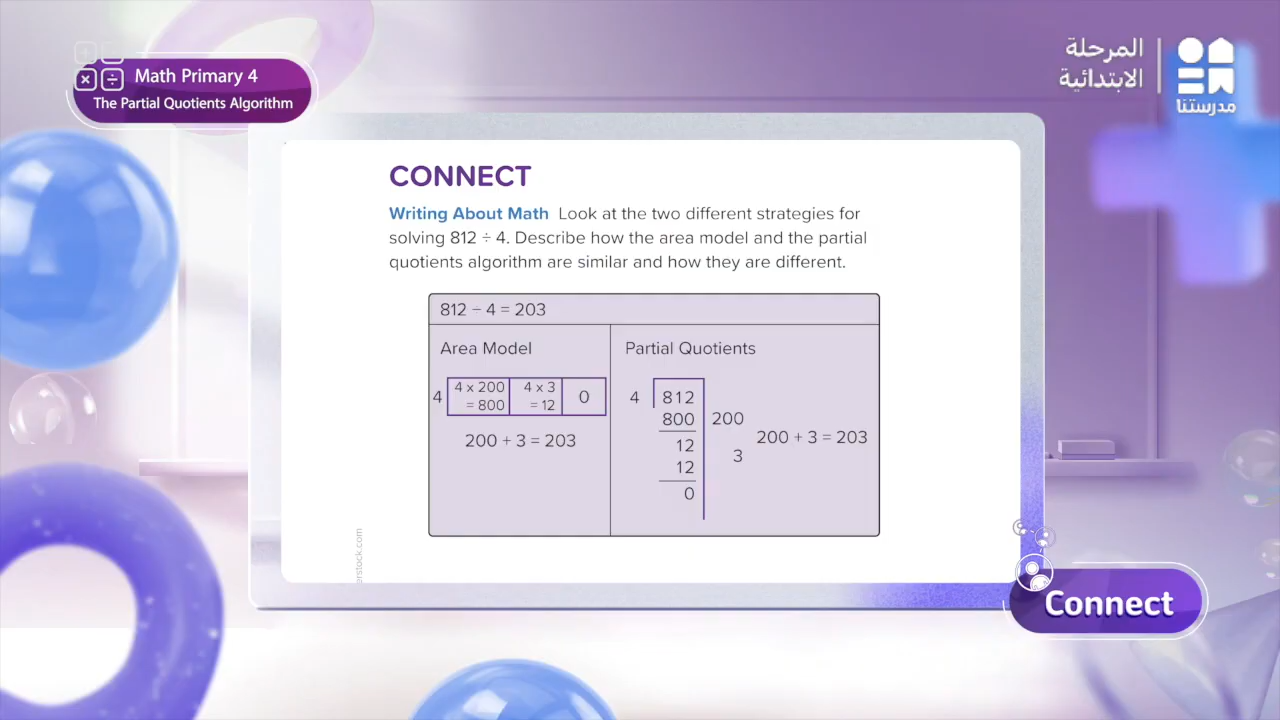 Math Primary 4
The Partial Quotients Algorithm
المرحلة
الابتدائية
مدرستنا
CONNECT
Writing About Math Look at the two different strategies for
solving 812 ÷ 4. Describe how the area model and the partial
quotients algorithm are similar and how they are different.
812 ÷ 4 = 203
Area Model
4
4 x 200
= 800
4 x 3
= 12
0
200 + 3 = 203
Partial Quotients
4 812
800 200
12
3
12
0
200 + 3 = 203
erstock.com
Connect